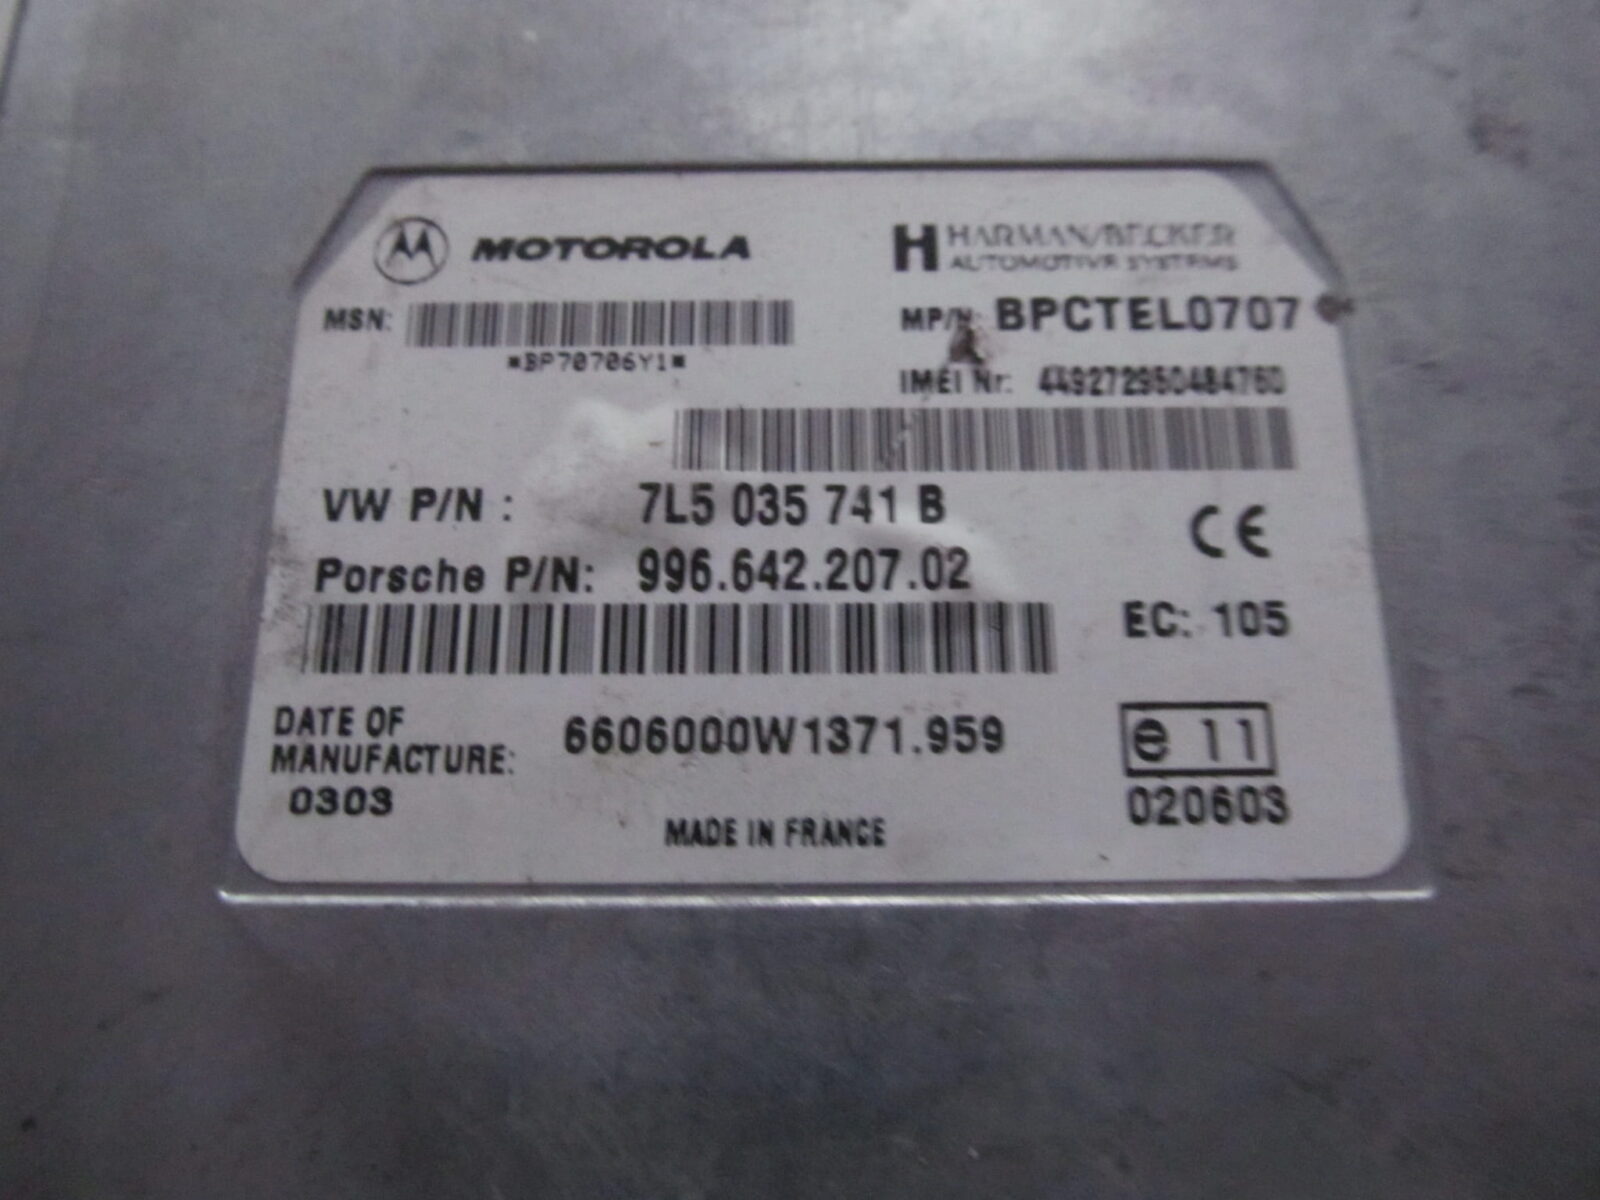 MOTOROLA
H HARMAN/BECKER
AUTOMOTIVE SYSTEMS
MSN:
*BP70706Y1*
MP/N: BPCTEL0707
IMEI Nr: 449272950484760
VW P/N : 7L5 035 741 B
Porsche P/N: 996.642.207.02
CE
EC: 105
DATE OF
MANUFACTURE:
0303
6606000W1371.959
e 11
020603
MADE IN FRANCE